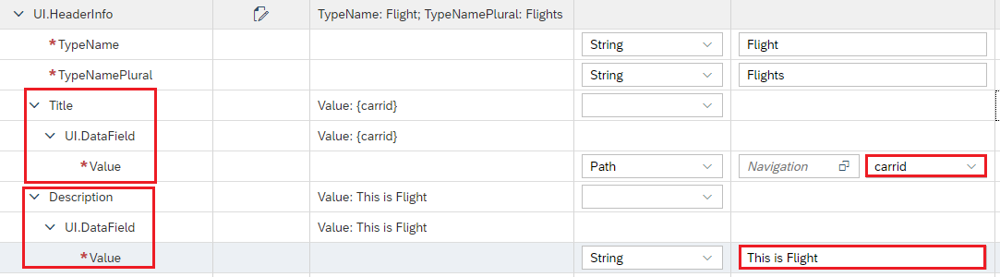 UI.HeaderInfo TypeName: Flight; TypeNamePlural: Flights
*TypeName String Flight
*TypeNamePlural String Flights
Title Value: {carrid}
UI.DataField Value: {carrid}
*Value Path Navigation carrid
Description Value: This is Flight
UI.DataField Value: This is Flight
*Value String This is Flight